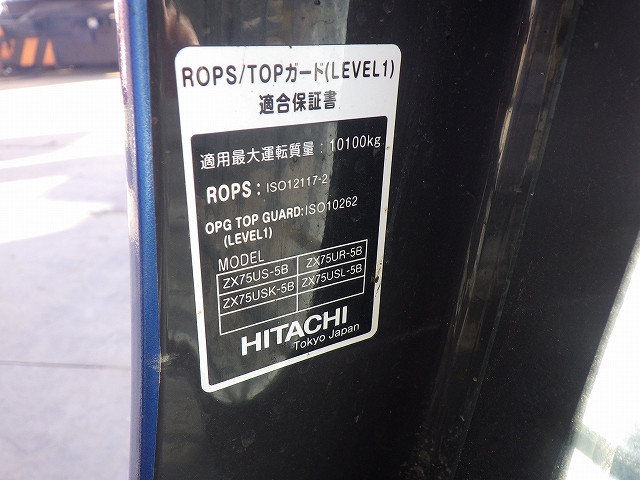 ROPS/TOPガード(LEVEL1)
適合保証書
適用最大運転質量：10100kg
ROPS：ISO12117-2
OPG TOP GUARD:ISO10262
(LEVEL1)
MODEL
ZX75US-5B ZX75UR-5B
ZX75USK-5B ZX75USL-5B
HITACHI
Tokyo Japan